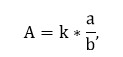 A = k * a/b,